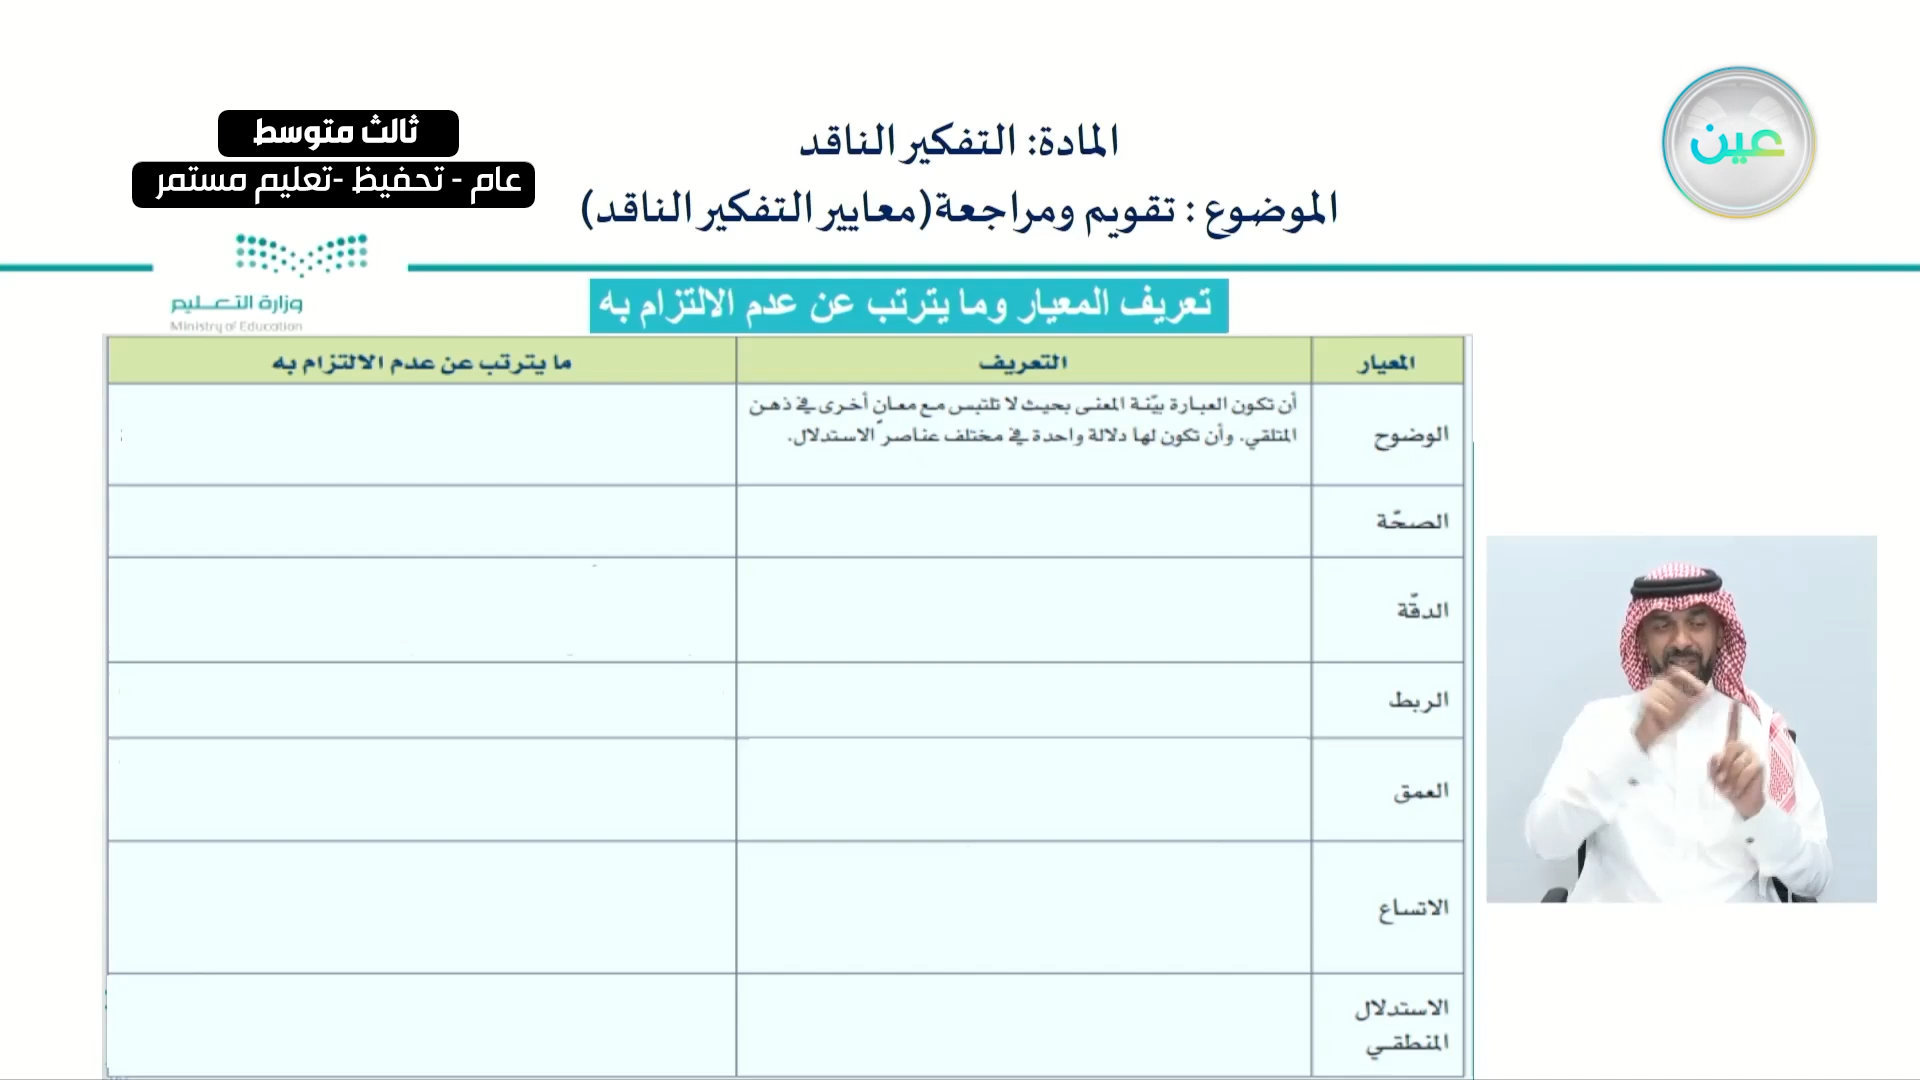 عين
ثالث متوسط
عام - تحفيظ -تعليم مستمر
المادة: التفكير الناقد
الموضوع : تقويم ومراجعة(معايير التفكير الناقد)
وزارة التعليم
Ministry of Education
تعريف المعيار وما يترتب عن عدم الالتزام به
المعيار
التعريف
ما يترتب عن عدم الالتزام به
الوضوح
أن تكون العبارة بيّنة المعنى بحيث لا تلتبس مع معانٍ أخرى في ذهن
المتلقي. وأن تكون لها دلالة واحدة في مختلف عناصر الاستدلال.
الصحّة
الدقّة
الربط
العمق
الاتساع
الاستدلال
المنطقي